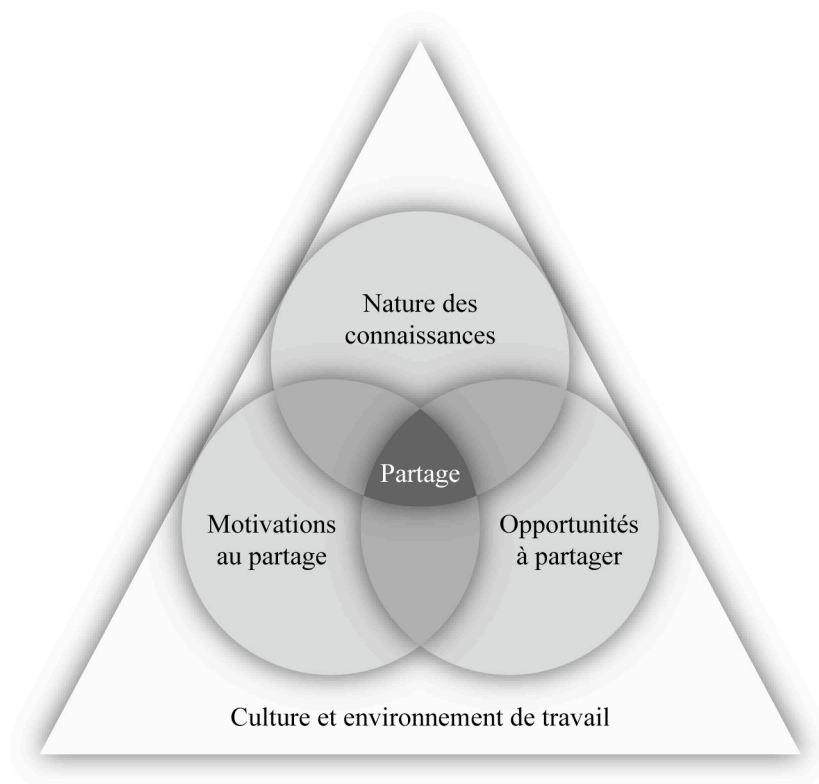 Nature des
connaissances
Partage
Motivations
au partage
Opportunités
à partager
Culture et environnement de travail